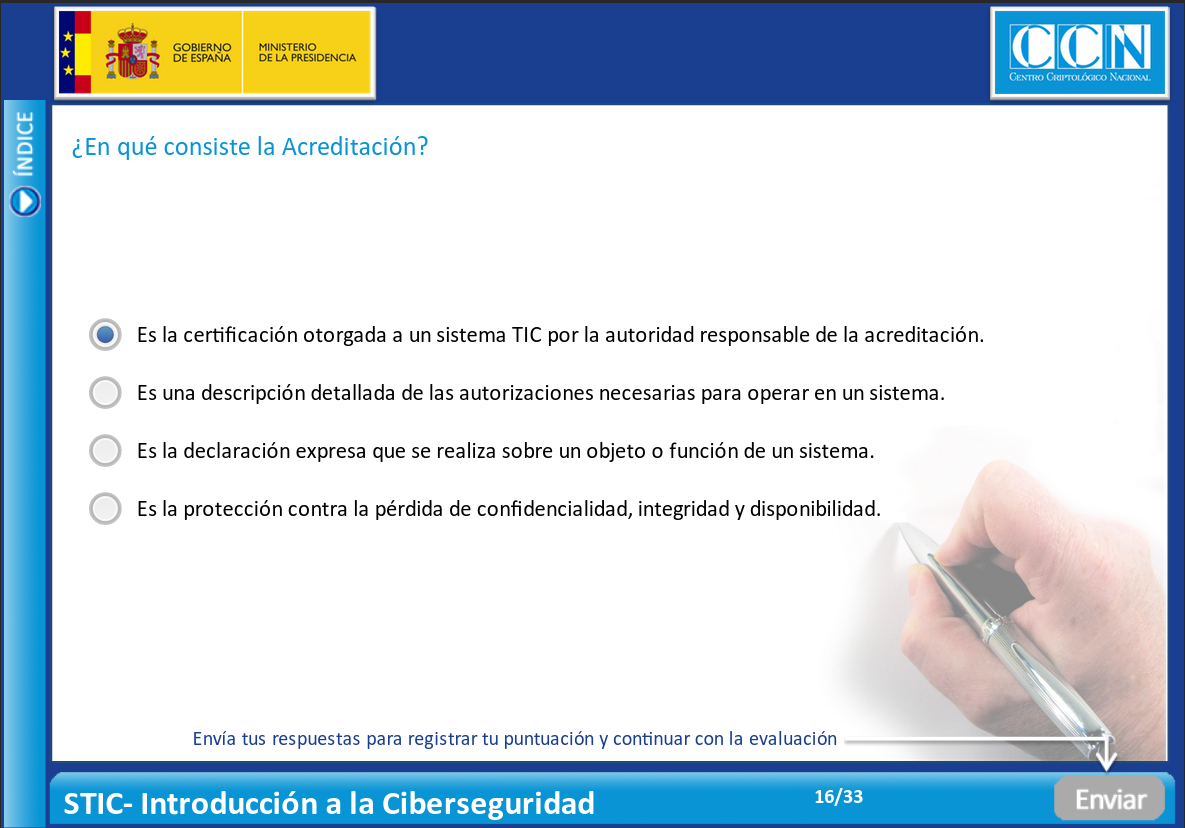 GOBIERNO
DE ESPAÑA
MINISTERIO
DE LA PRESIDENCIA
CCN
CENTRO CRIPTOLÓGICO NACIONAL
ÍNDICE
¿En qué consiste la Acreditación?
Es la certificación otorgada a un sistema TIC por la autoridad responsable de la acreditación.
Es una descripción detallada de las autorizaciones necesarias para operar en un sistema.
Es la declaración expresa que se realiza sobre un objeto o función de un sistema.
Es la protección contra la pérdida de confidencialidad, integridad y disponibilidad.
Envía tus respuestas para registrar tu puntuación y continuar con la evaluación
STIC- Introducción a la Ciberseguridad
16/33
Enviar